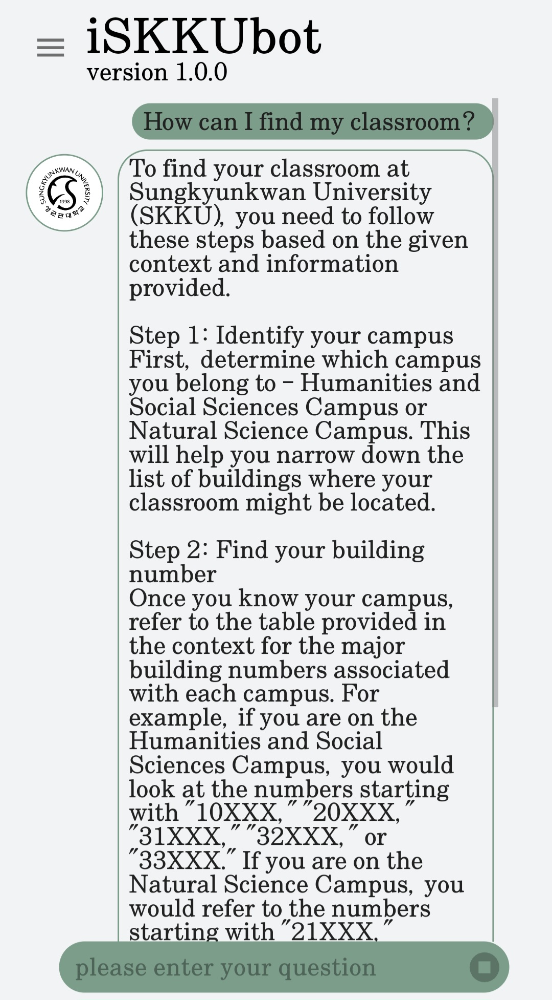 iSKKUbot
version 1.0.0
How can I find my classroom?
SUNGKYUNKWAN UNIVERSITY
1398
성균관대학교
To find your classroom at
Sungkyunkwan University
(SKKU), you need to follow
these steps based on the given
context and information
provided.
Step 1: Identify your campus
First, determine which campus
you belong to - Humanities and
Social Sciences Campus or
Natural Science Campus. This
will help you narrow down the
list of buildings where your
classroom might be located.
Step 2: Find your building
number
Once you know your campus,
refer to the table provided in
the context for the major
building numbers associated
with each campus. For
example, if you are on the
Humanities and Social
Sciences Campus, you would
look at the numbers starting
with "10XXX," "20XXX,"
"31XXX," "32XXX," or
"33XXX." If you are on the
Natural Science Campus, you
would refer to the numbers
starting with "21XXX,"
please enter your question